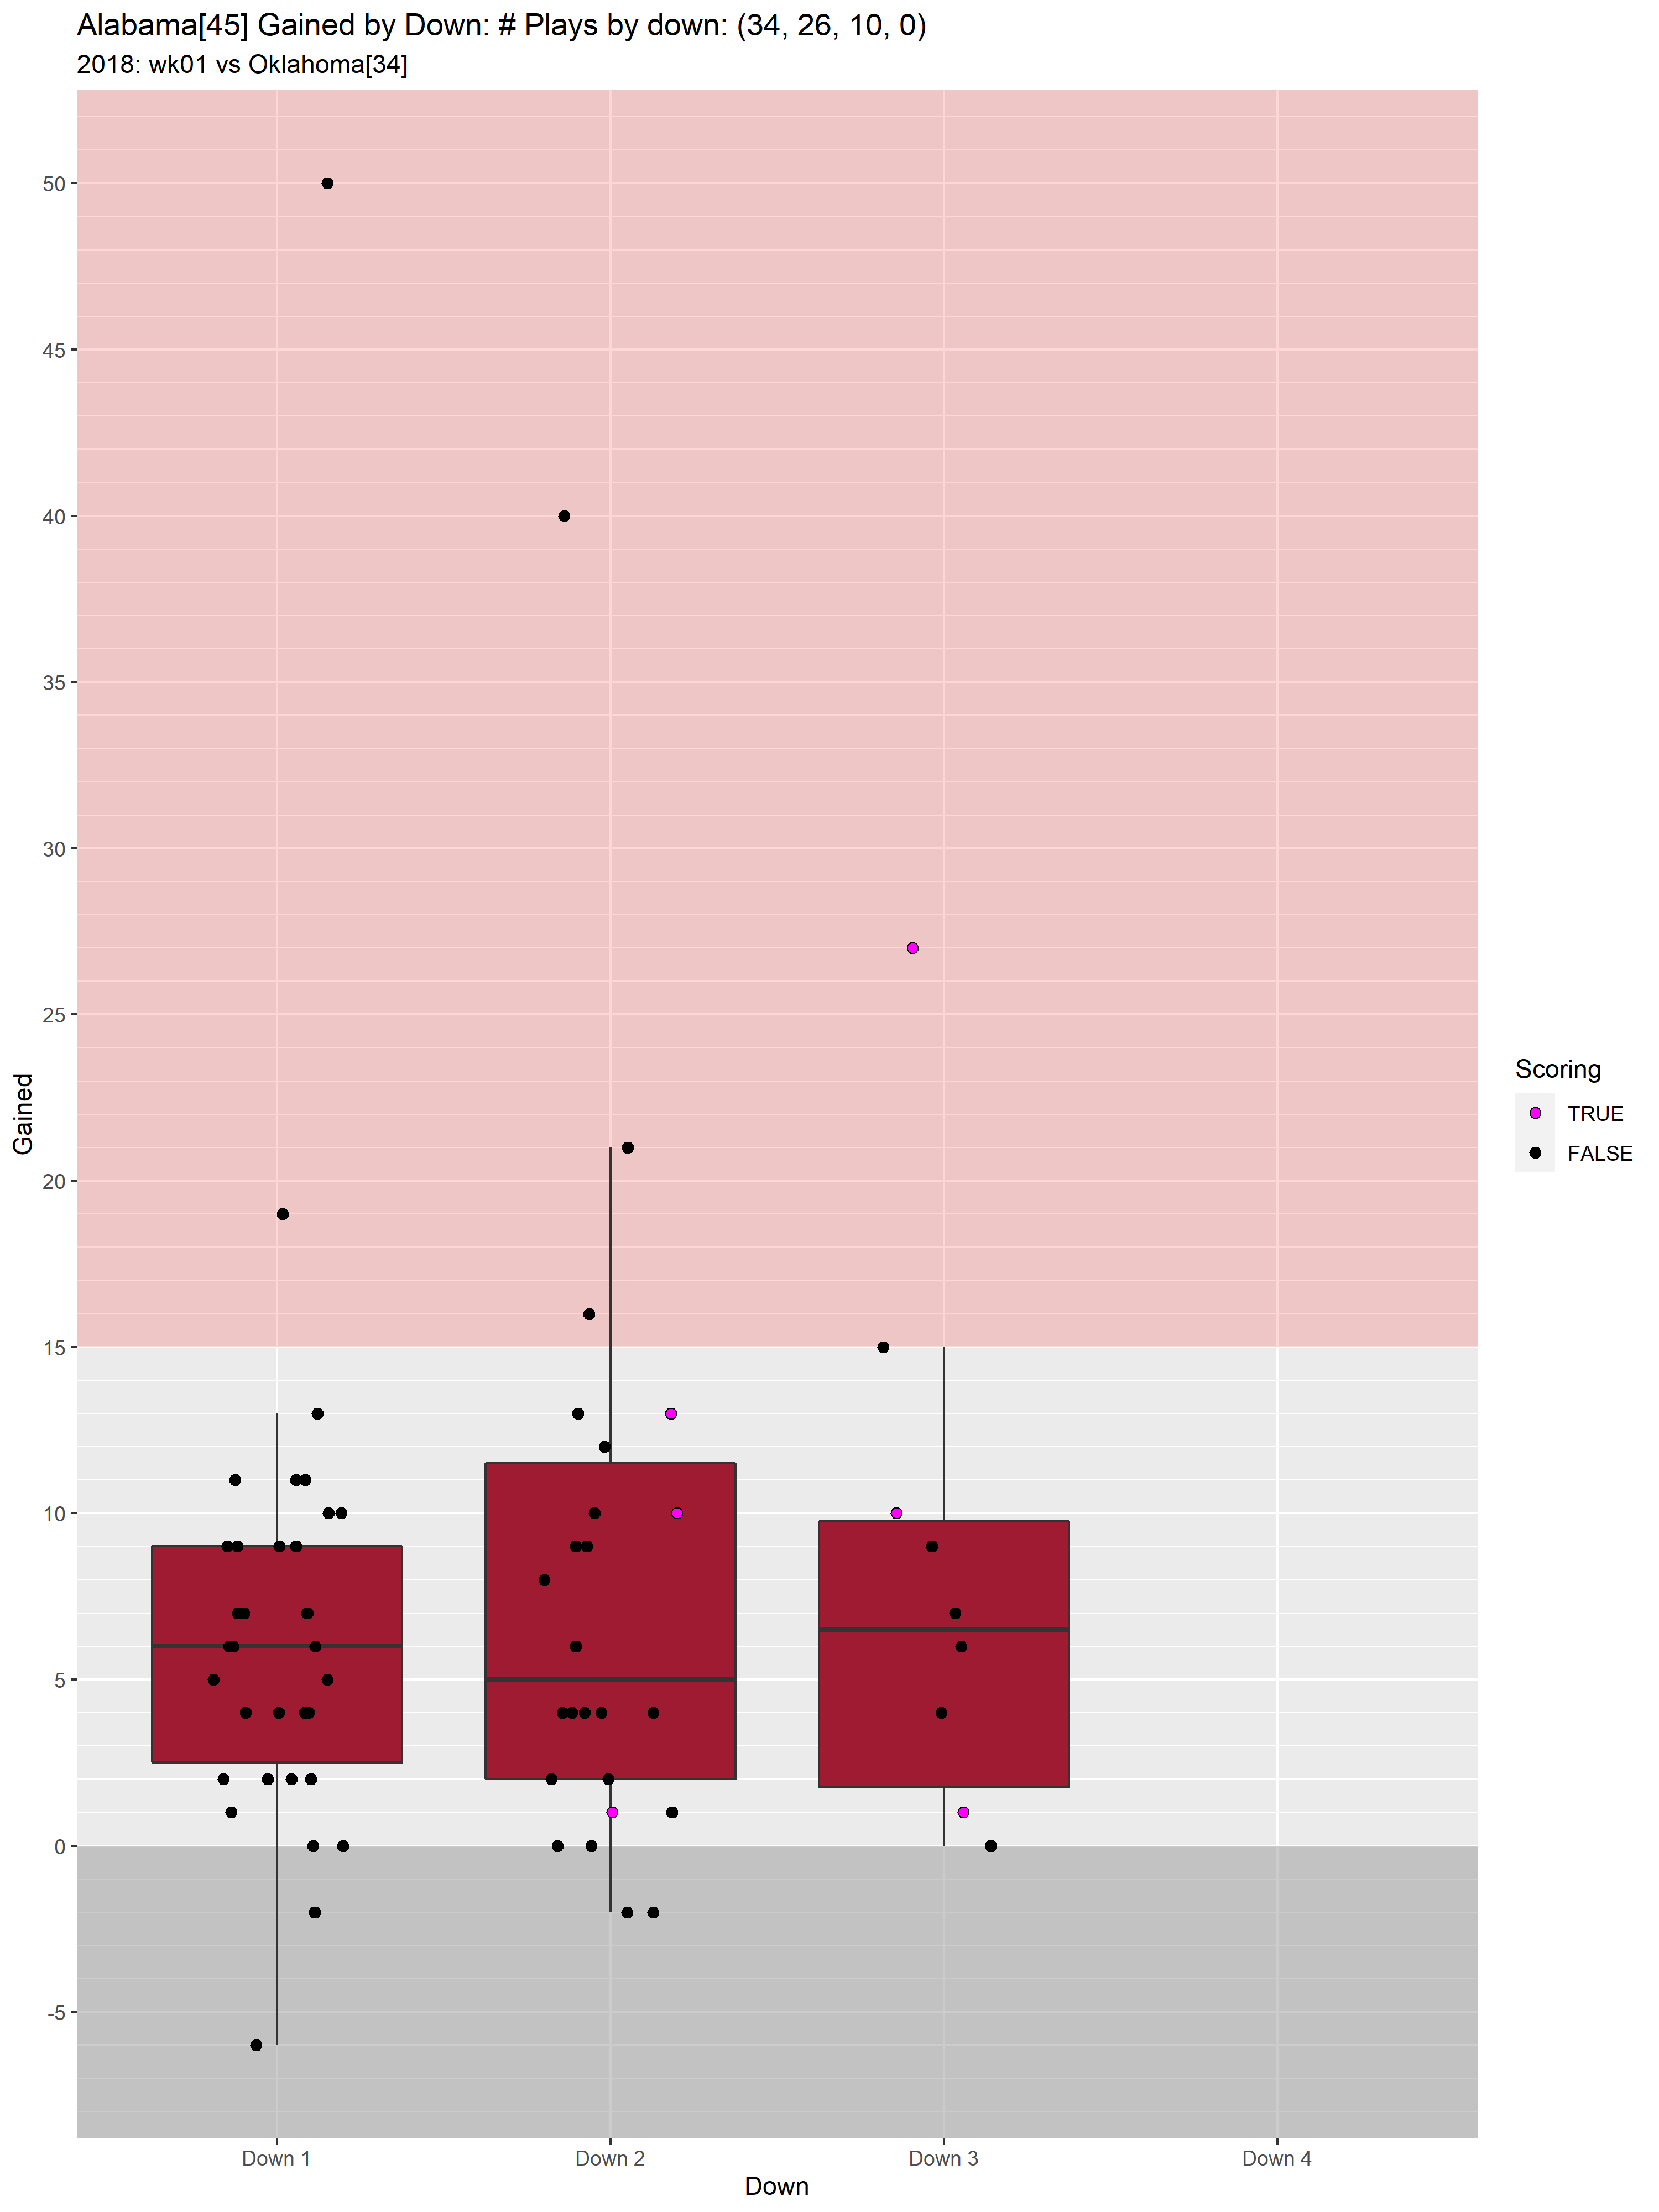 Alabama[45] Gained by Down: # Plays by down: (34, 26, 10, 0)
2018: wk01 vs Oklahoma[34]
50
45
40
35
30
25
20
15
10
5
0
-5
Gained
Down 1 Down 2 Down 3 Down 4
Down
Scoring
TRUE
FALSE